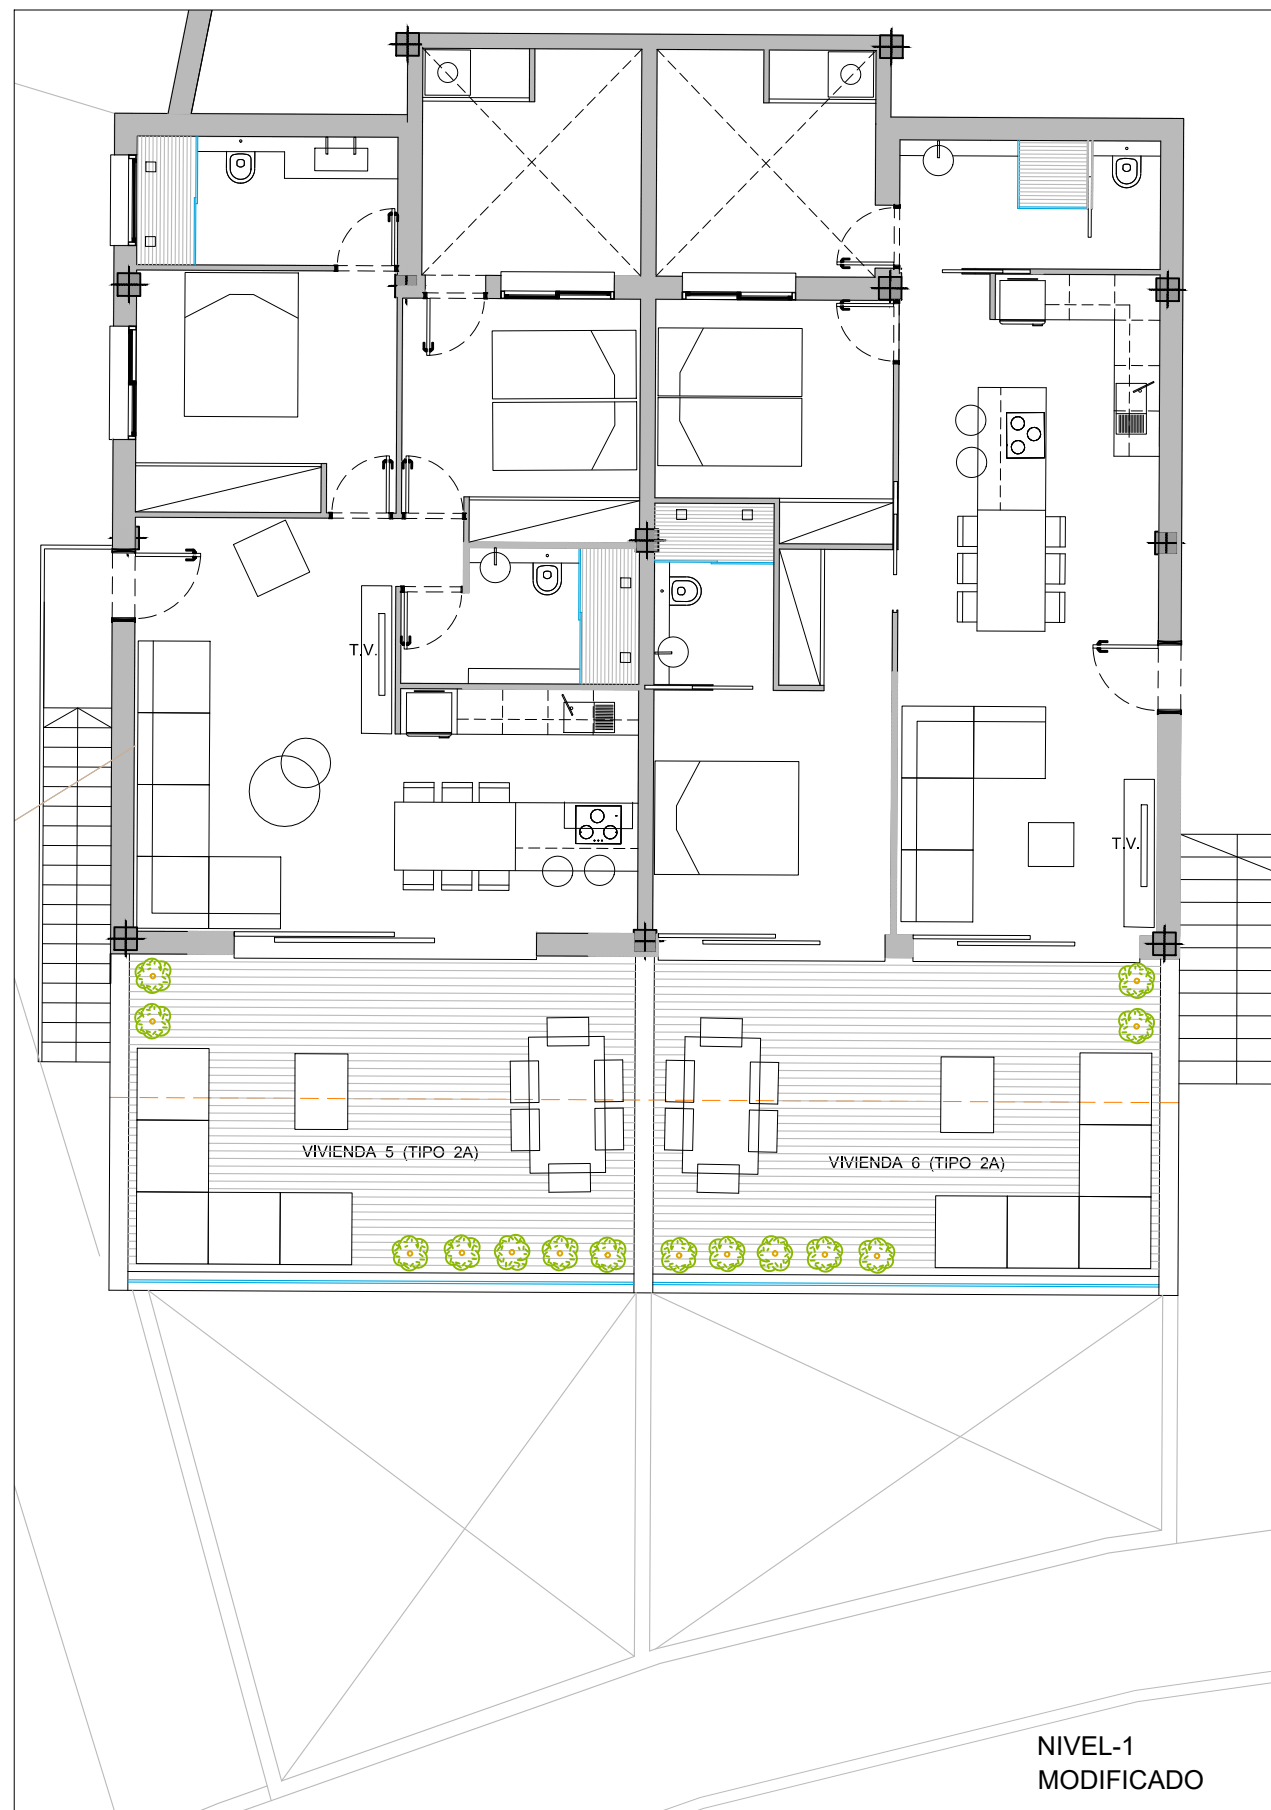 T.V.
T.V.
VIVIENDA 5 (TIPO 2A)
VIVIENDA 6 (TIPO 2A)
NIVEL-1
MODIFICADO